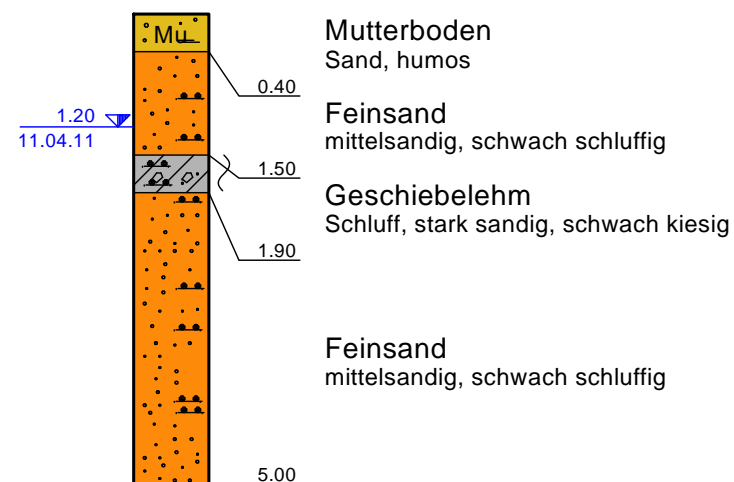 Mu
Mutterboden
Sand, humos
0.40
1.20
11.04.11
Feinsand
mittelsandig, schwach schluffig
1.50
Geschiebelehm
Schluff, stark sandig, schwach kiesig
1.90
Feinsand
mittelsandig, schwach schluffig
5.00